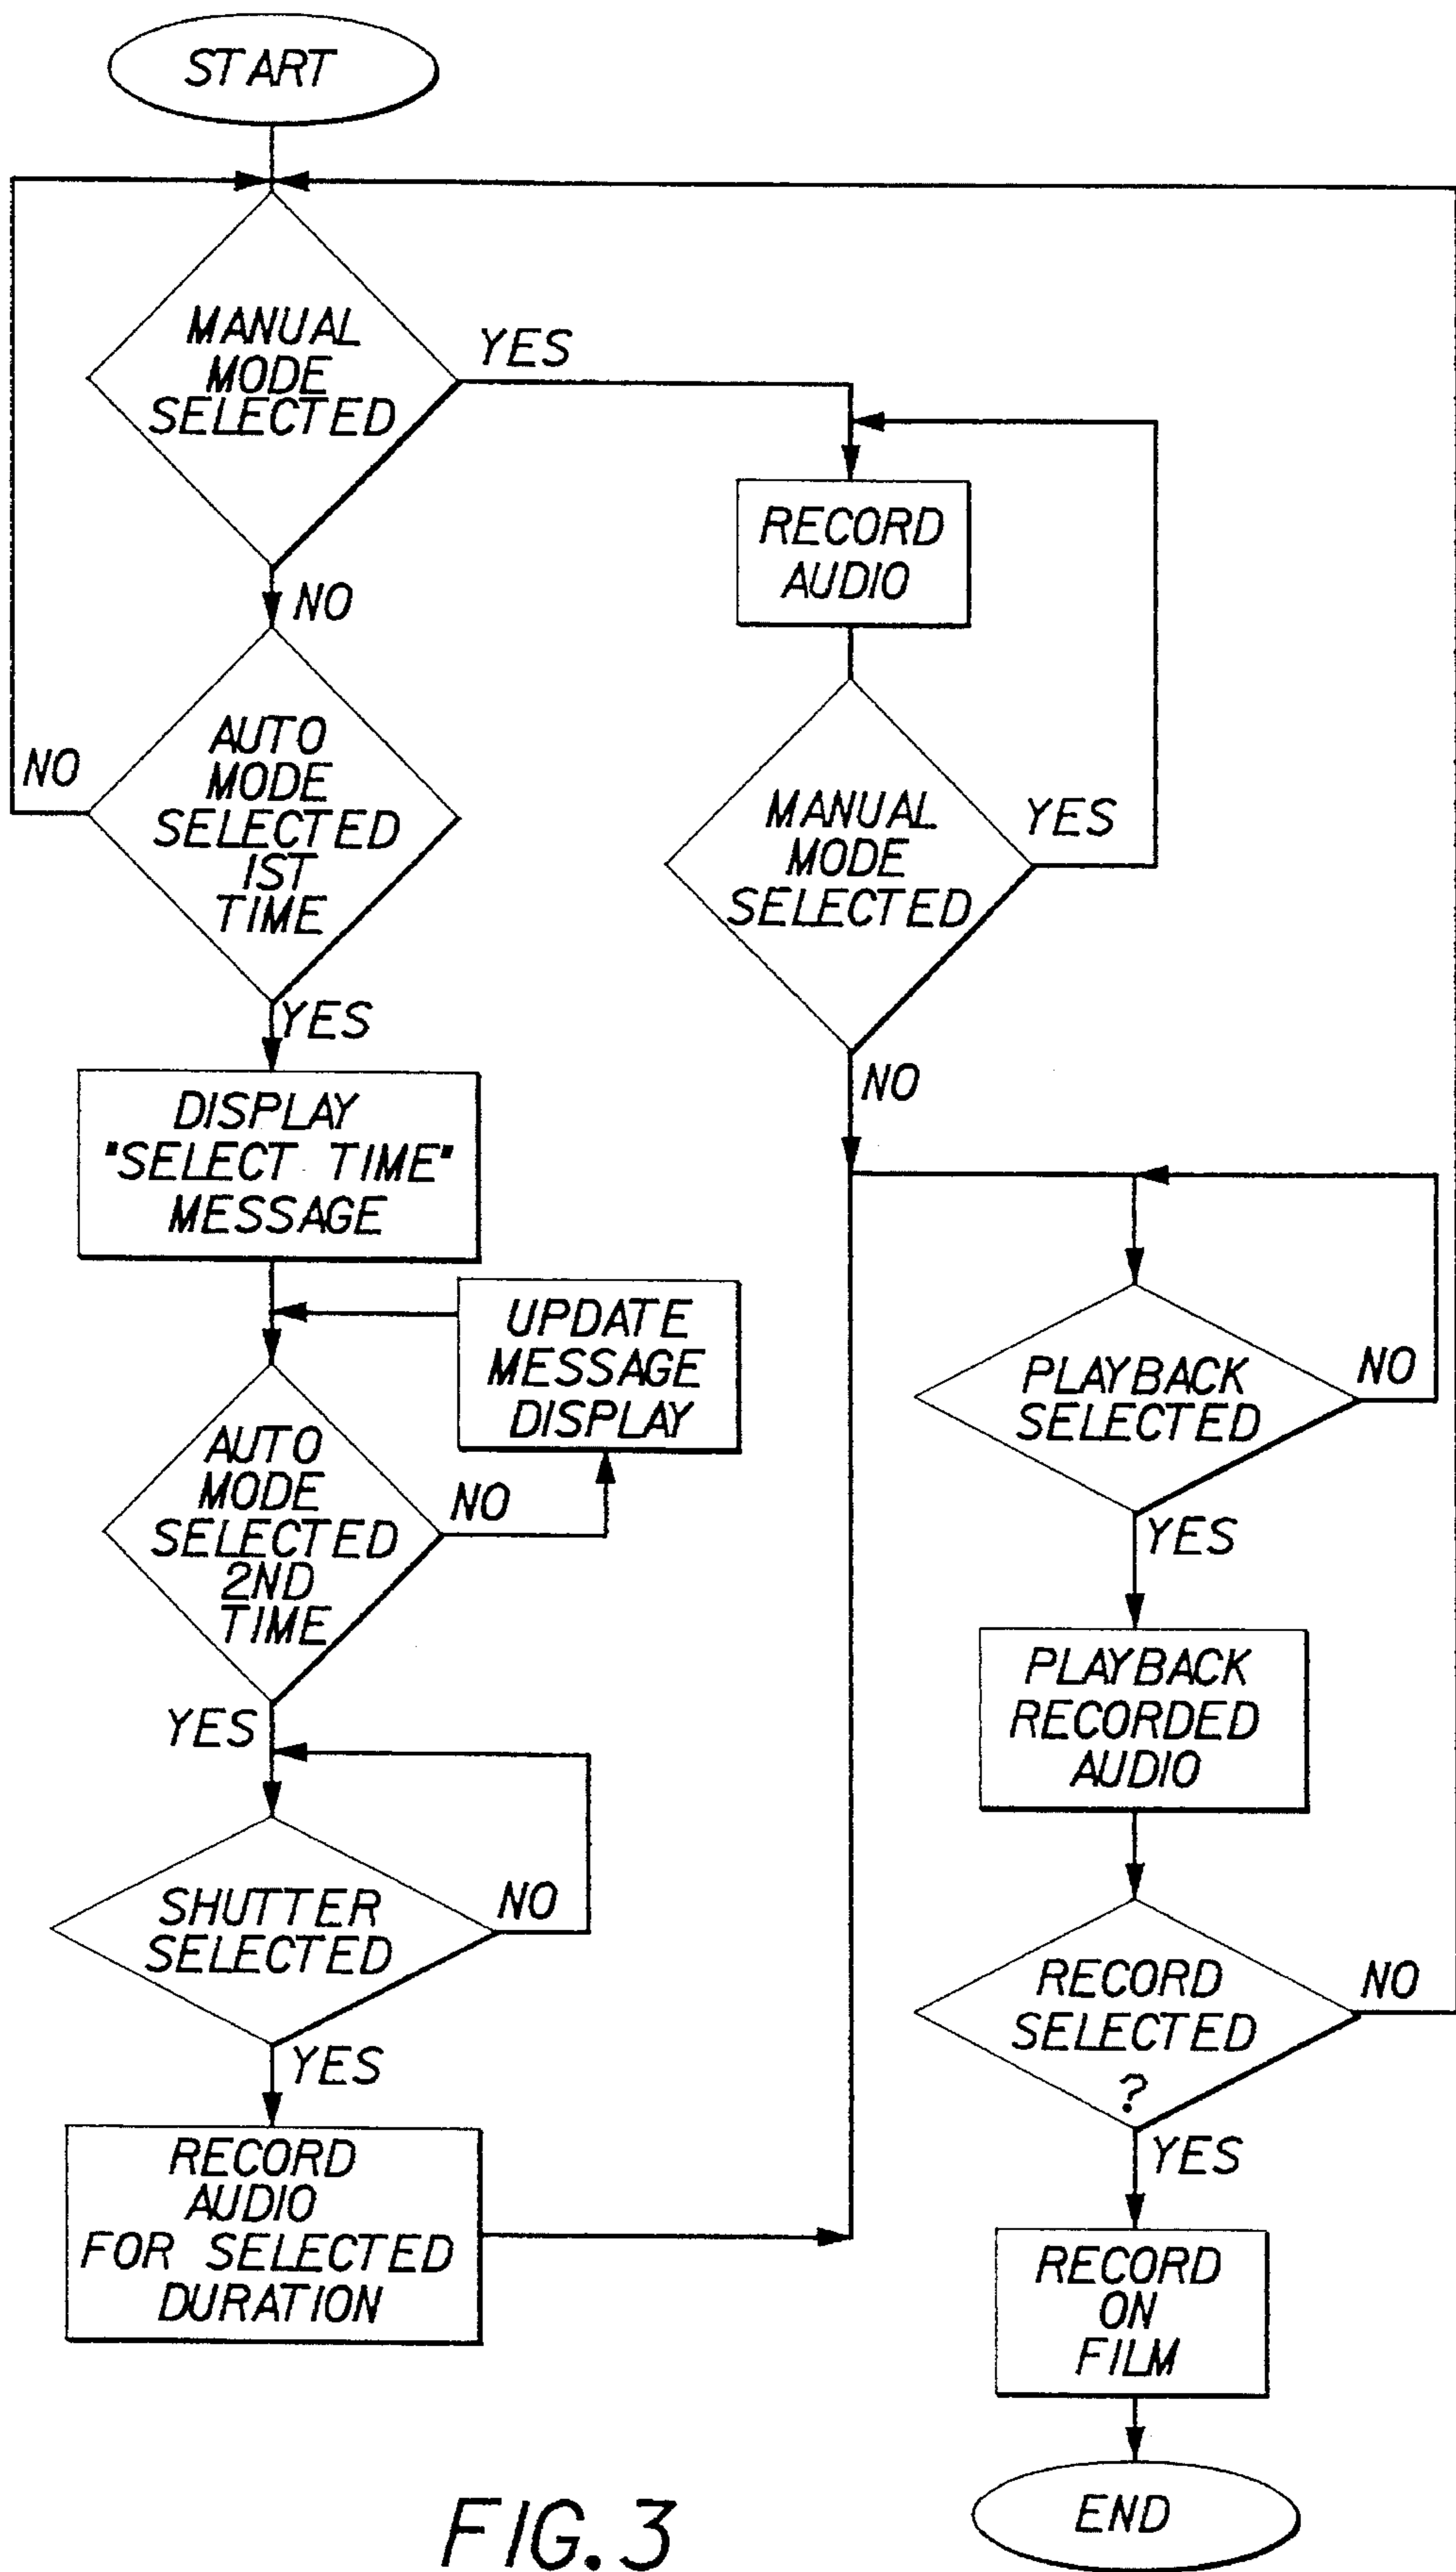 START
MANUAL
MODE
SELECTED
YES
NO
RECORD
AUDIO
AUTO
MODE
SELECTED
1ST
TIME
NO
YES
MANUAL
MODE
SELECTED
YES
NO
DISPLAY
"SELECT TIME"
MESSAGE
UPDATE
MESSAGE
DISPLAY
AUTO
MODE
SELECTED
2ND
TIME
NO
YES
SHUTTER
SELECTED
NO
YES
RECORD
AUDIO
FOR SELECTED
DURATION
PLAYBACK
SELECTED
NO
YES
PLAYBACK
RECORDED
AUDIO
RECORD
SELECTED
?
NO
YES
RECORD
ON
FILM
END
FIG. 3